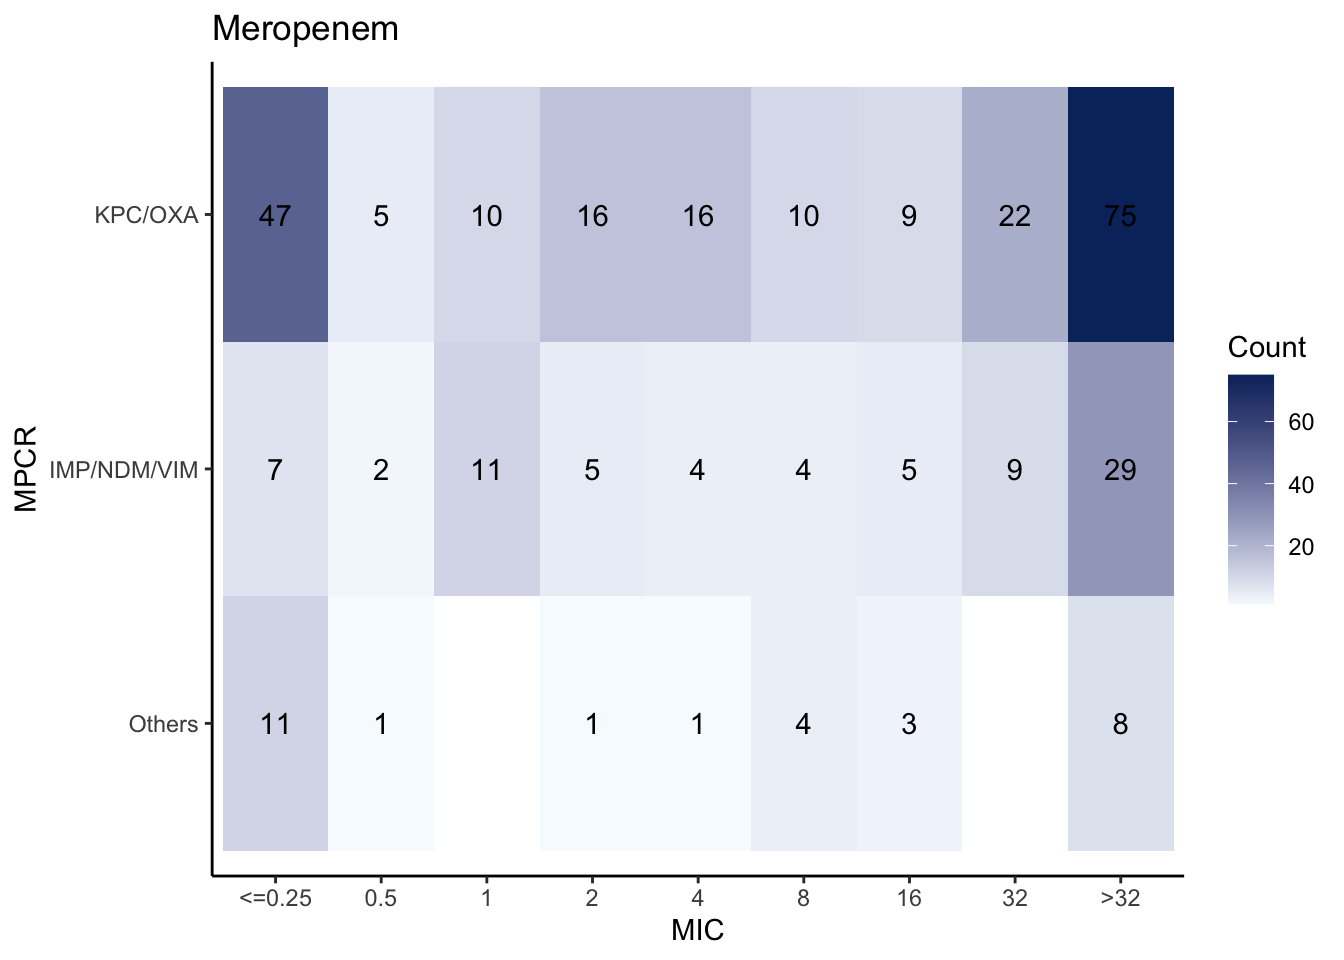 Meropenem
MPCR
KPC/OXA 47 5 10 16 16 10 9 22 75
IMP/NDM/VIM 7 2 11 5 4 4 5 9 29
Others 11 1 1 1 4 3 8
<=0.25 0.5 1 2 4 8 16 32 >32
MIC
Count
60
40
20